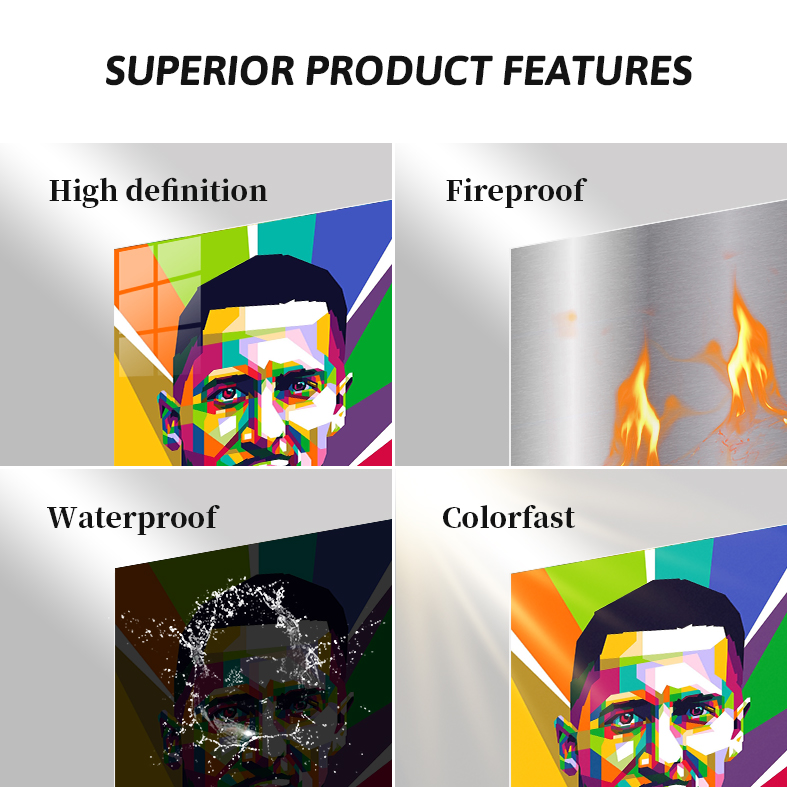 SUPERIOR PRODUCT FEATURES
High definition
Fireproof
Waterproof
Colorfast